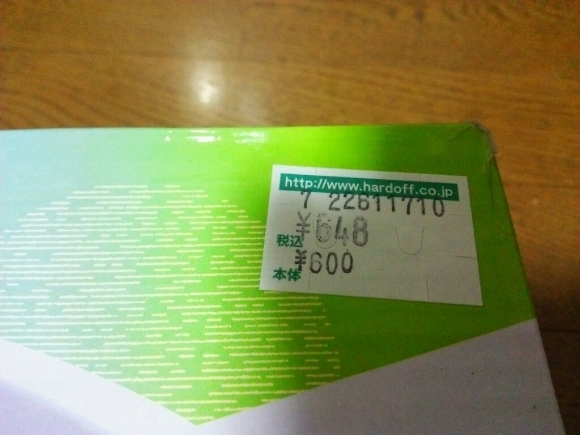 http://www.hardoff.co.jp
7 22611710
税込 ¥648
本体 ¥600